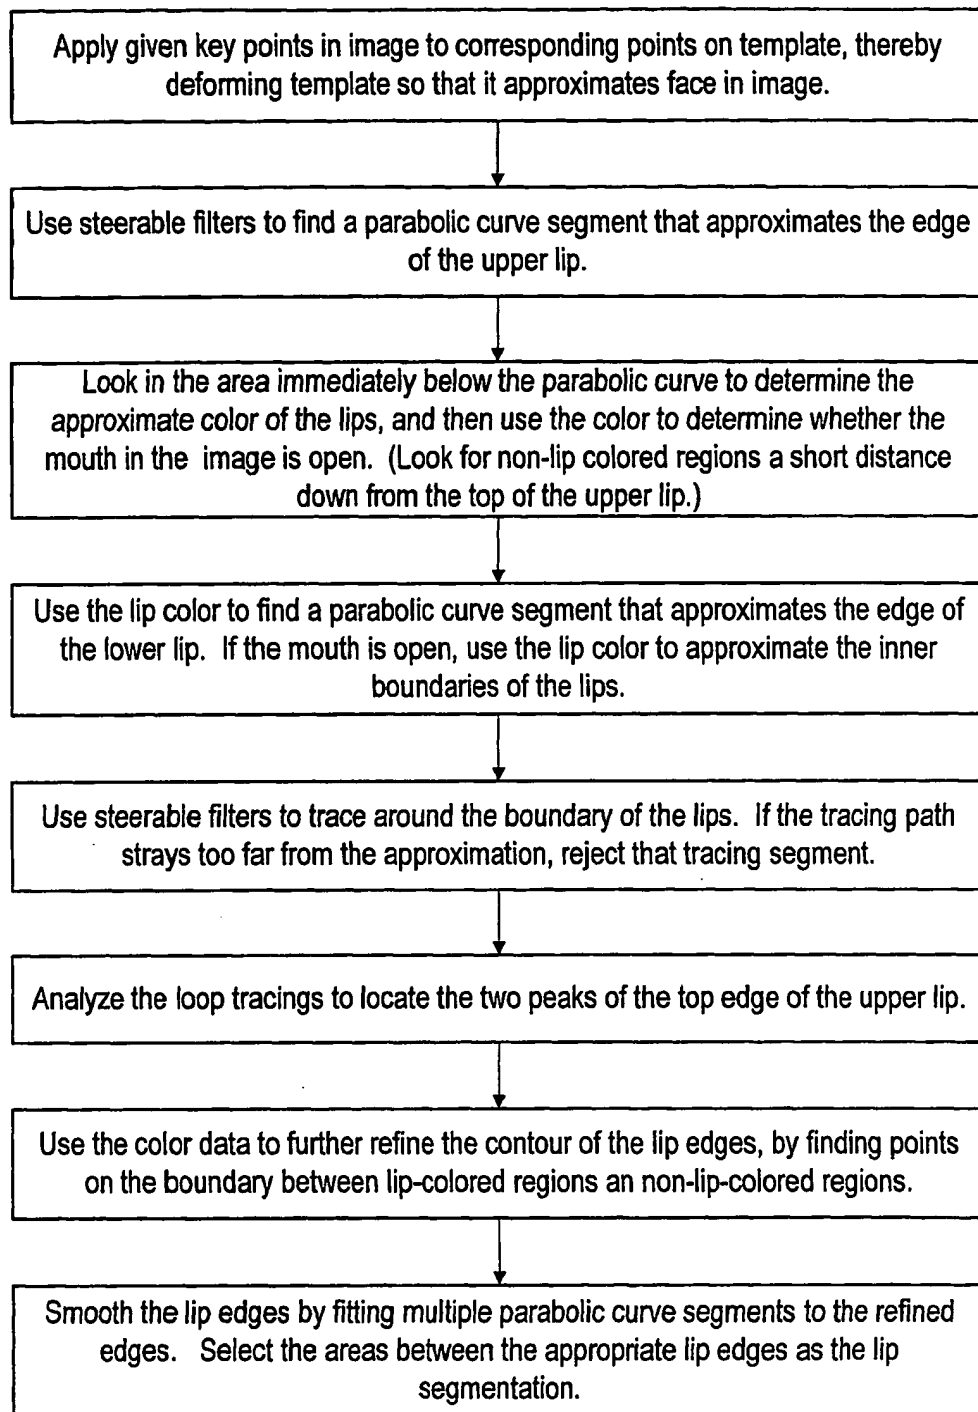 Apply given key points in image to corresponding points on template, thereby
deforming template so that it approximates face in image.
Use steerable filters to find a parabolic curve segment that approximates the edge
of the upper lip.
Look in the area immediately below the parabolic curve to determine the
approximate color of the lips, and then use the color to determine whether the
mouth in the image is open. (Look for non-lip colored regions a short distance
down from the top of the upper lip.)
Use the lip color to find a parabolic curve segment that approximates the edge of
the lower lip. If the mouth is open, use the lip color to approximate the inner
boundaries of the lips.
Use steerable filters to trace around the boundary of the lips. If the tracing path
strays too far from the approximation, reject that tracing segment.
Analyze the loop tracings to locate the two peaks of the top edge of the upper lip.
Use the color data to further refine the contour of the lip edges, by finding points
on the boundary between lip-colored regions an non-lip-colored regions.
Smooth the lip edges by fitting multiple parabolic curve segments to the refined
edges. Select the areas between the appropriate lip edges as the lip
segmentation.